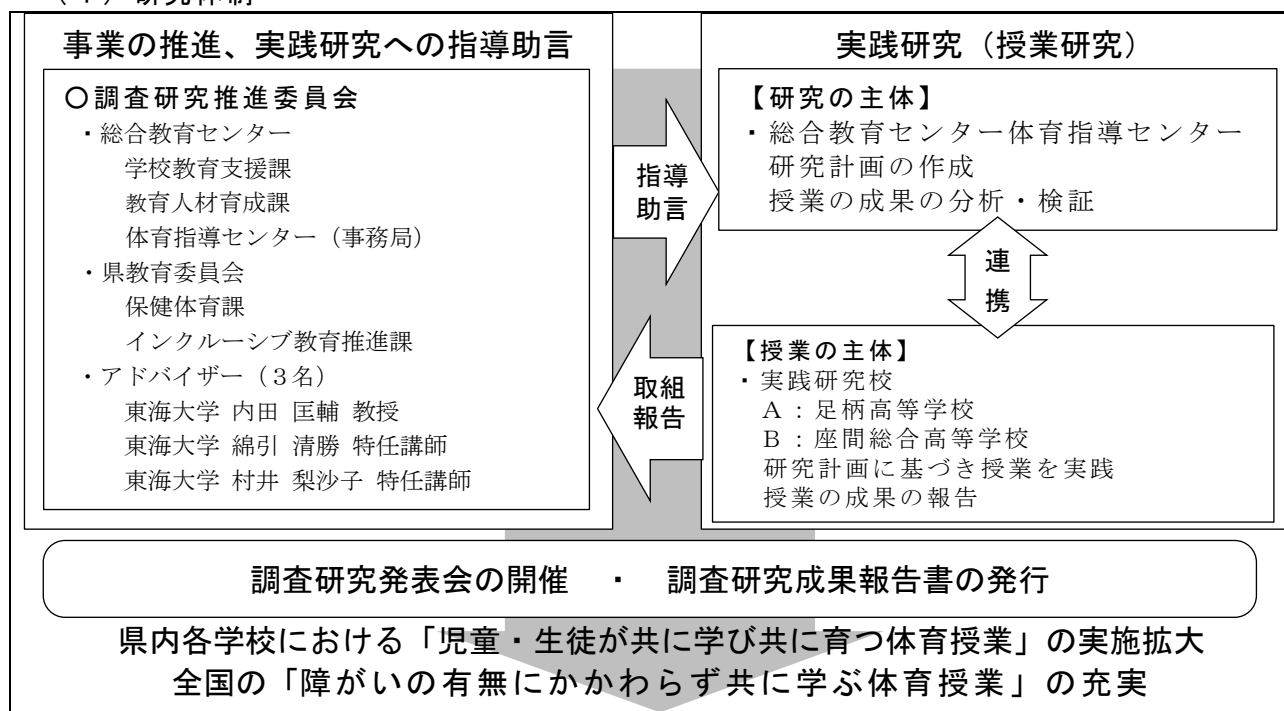 事業の推進、実践研究への指導助言
〇調査研究推進委員会
・総合教育センター
学校教育支援課
教育人材育成課
体育指導センター（事務局）
・県教育委員会
保健体育課
インクルーシブ教育推進課
・アドバイザー（３名）
東海大学 内田 匡輔 教授
東海大学 綿引 清勝 特任講師
東海大学 村井 梨沙子 特任講師
指導
助言
取組
報告
実践研究（授業研究）
【研究の主体】
・総合教育センター体育指導センター
研究計画の作成
授業の成果の分析・検証
連
携
【授業の主体】
・実践研究校
Ａ：足柄高等学校
Ｂ：座間総合高等学校
研究計画に基づき授業を実践
授業の成果の報告
調査研究発表会の開催　・　調査研究成果報告書の発行
県内各学校における「児童・生徒が共に学び共に育つ体育授業」の実施拡大
全国の「障がいの有無にかかわらず共に学ぶ体育授業」の充実